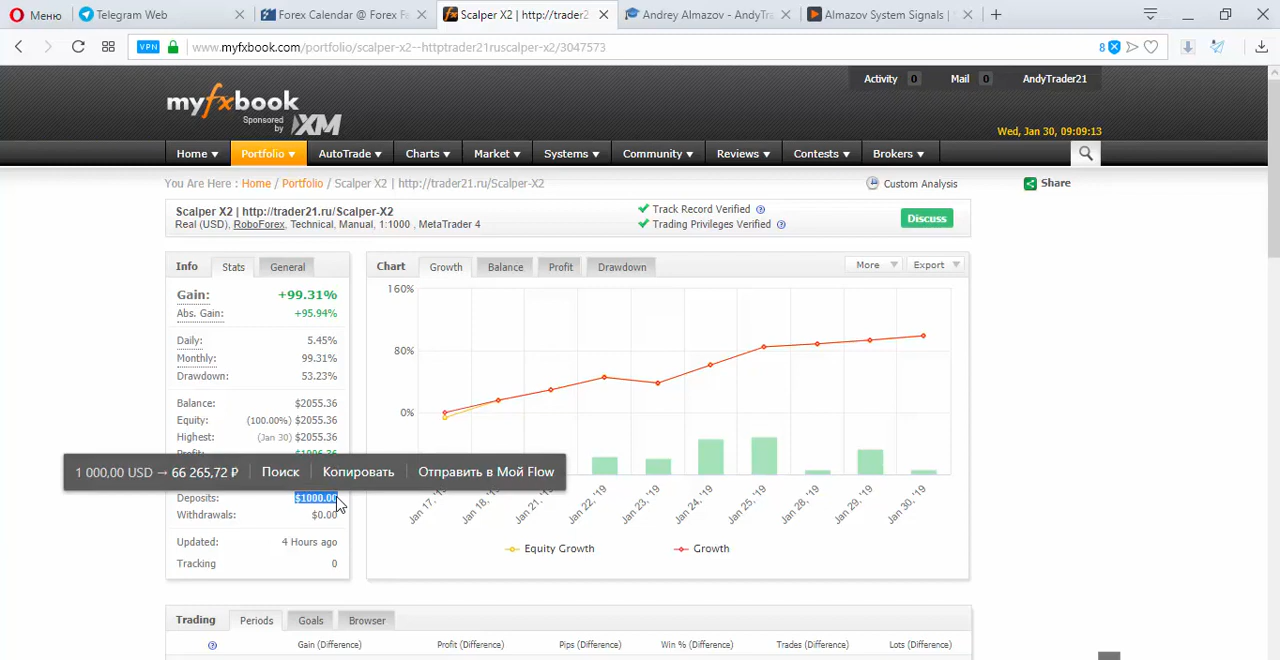 Меню
Telegram Web
Forex Calendar @ Forex Fa
Scalper X2 | http://trader2
Andrey Almazov - AndyTra
Almazov System Signals |
VPN
www.myfxbook.com/portfolio/scalper-x2--httptrader21ruscalper-x2/3047573
8
Activity 0 Mail 0 AndyTrader21
myfxbook
Sponsored by XM
Wed, Jan 30, 09:09:13
Home Portfolio AutoTrade Charts Market Systems Community Reviews Contests Brokers
You Are Here : Home / Portfolio / Scalper X2 | http://trader21.ru/Scalper-X2
Custom Analysis
Share
Scalper X2 | http://trader21.ru/Scalper-X2
Real (USD), RoboForex, Technical, Manual, 1:1000 , MetaTrader 4
Track Record Verified
Trading Privileges Verified
Discuss
Info Stats General
Gain: +99.31%
Abs. Gain: +95.94%
Daily: 5.45%
Monthly: 99.31%
Drawdown: 53.23%
Balance: $2055.36
Equity: (100.00%) $2055.36
Highest: (Jan 30) $2055.36
1 000,00 USD → 66 265,72 ₽ Поиск Копировать Отправить в Мой Flow
Deposits: $1000.00
Withdrawals: $0.00
Updated: 4 Hours ago
Tracking 0
Chart Growth Balance Profit Drawdown More Export
160%
80%
0%
Jan 17, '19
Jan 18, '19
Jan 21, '19
Jan 22, '19
Jan 23, '19
Jan 24, '19
Jan 25, '19
Jan 28, '19
Jan 29, '19
Jan 30, '19
Equity Growth Growth
Trading Periods Goals Browser
Gain (Difference) Profit (Difference) Pips (Difference) Win % (Difference) Trades (Difference) Lots (Difference)